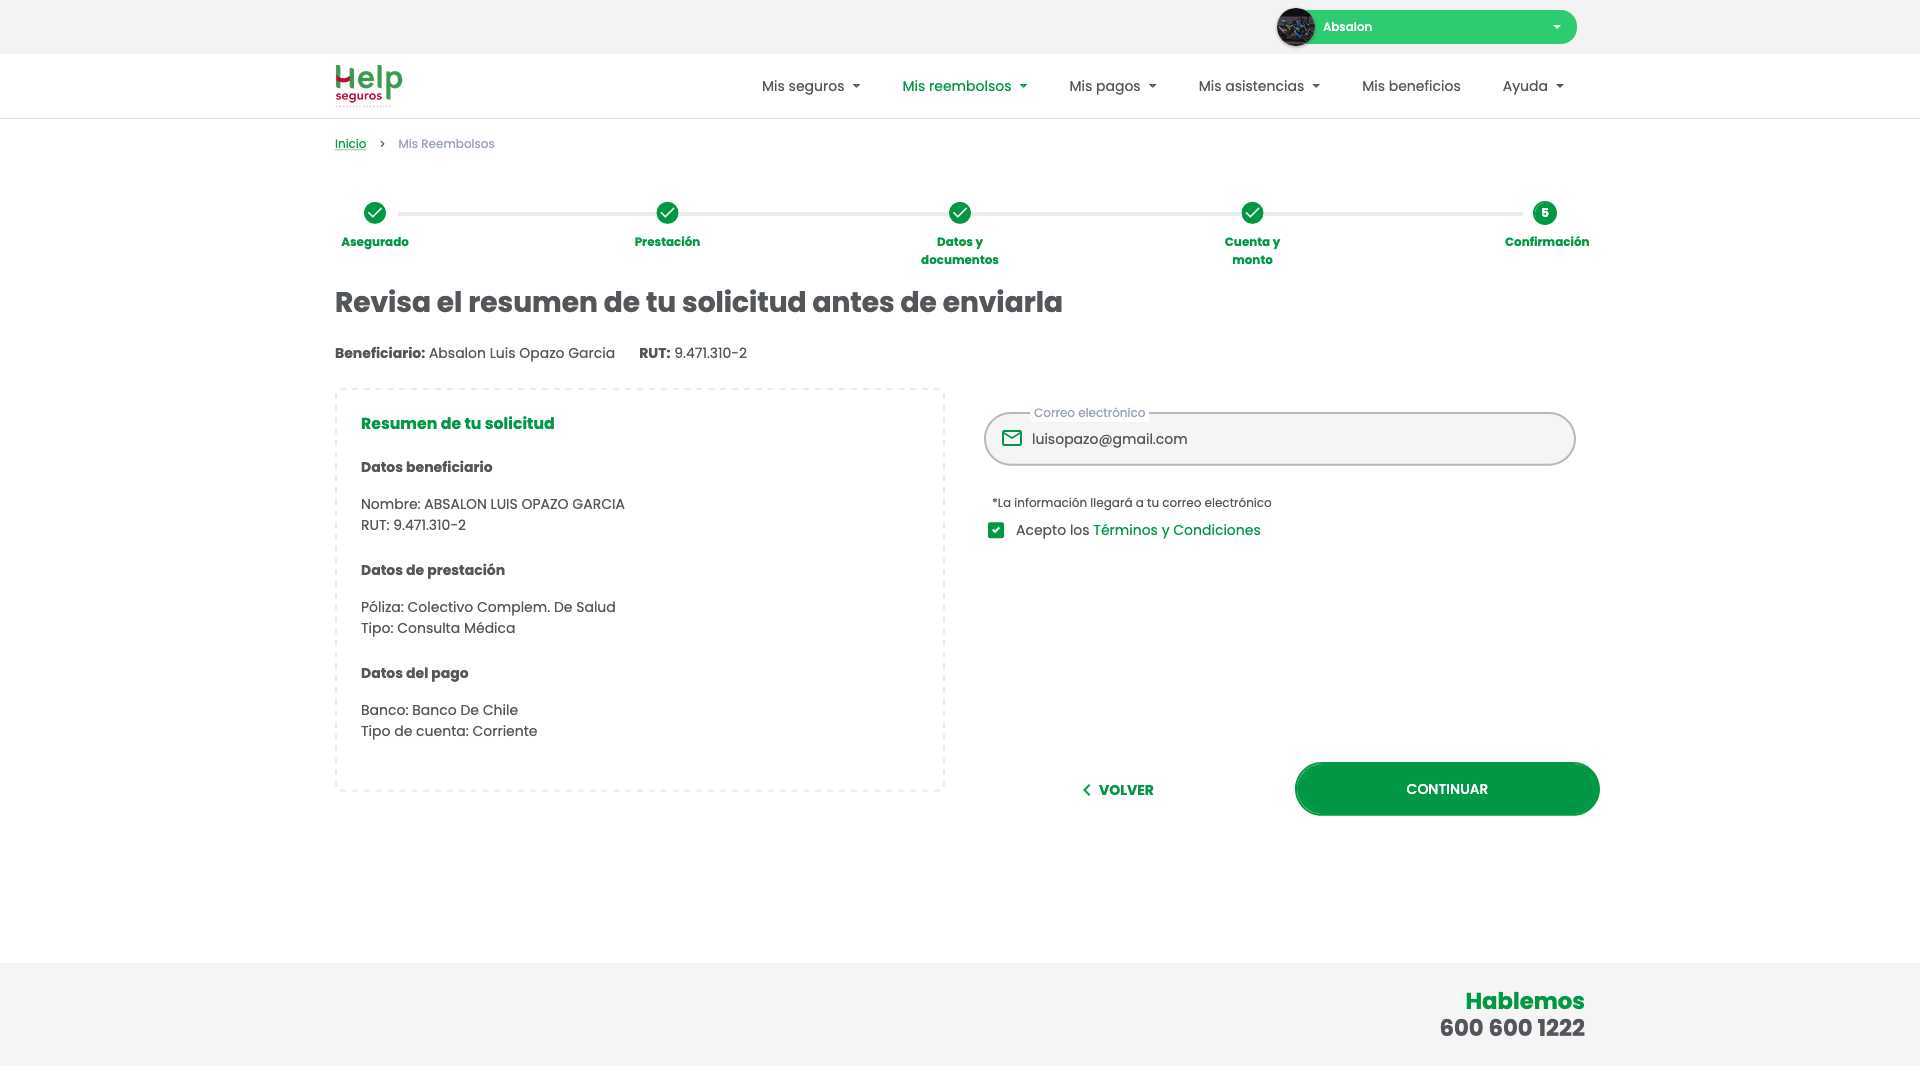 Absalon
Help
seguros
Mis seguros
Mis reembolsos
Mis pagos
Mis asistencias
Mis beneficios
Ayuda
Inicio > Mis Reembolsos
Asegurado
Prestación
Datos y
documentos
Cuenta y
monto
5
Confirmación
Revisa el resumen de tu solicitud antes de enviarla
Beneficiario: Absalon Luis Opazo Garcia RUT: 9.471.310-2
Resumen de tu solicitud
Datos beneficiario
Nombre: ABSALON LUIS OPAZO GARCIA
RUT: 9.471.310-2
Datos de prestación
Póliza: Colectivo Complem. De Salud
Tipo: Consulta Médica
Datos del pago
Banco: Banco De Chile
Tipo de cuenta: Corriente
Correo electrónico
luisopazo@gmail.com
*La información llegará a tu correo electrónico
Acepto los Términos y Condiciones
VOLVER
CONTINUAR
Hablemos
600 600 1222